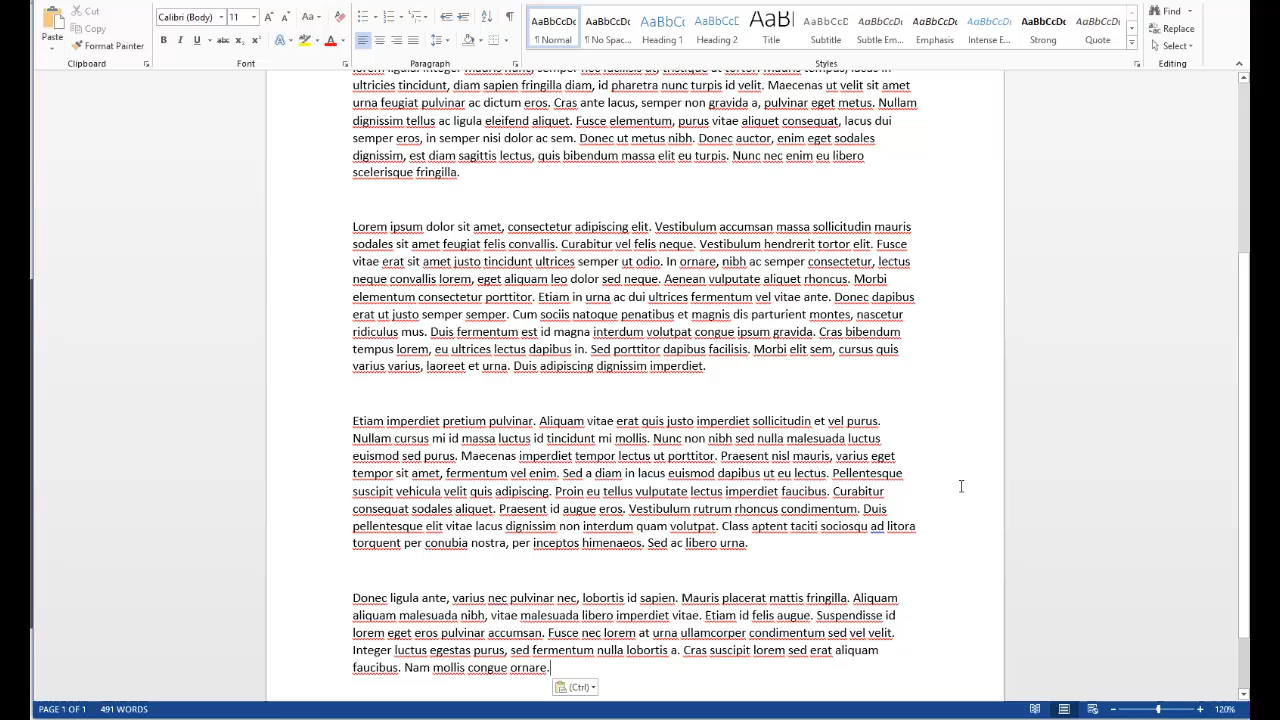 Cut
Copy
Format Painter
Paste
Clipboard
Calibri (Body) 11
Font
Paragraph
AaBbCcDc AaBbCcDc AaBbCc AaBbCcD AaB AaBbCcD AaBbCcDc AaBbCcDc AaBbCcDc AaBbCcDc AaBbCcDc
¶ Normal ¶ No Spac... Heading 1 Heading 2 Title Subtitle Subtle Em... Emphasis Intense E... Strong Quote
Styles
Find
Replace
Select
Editing
ultricies tincidunt, diam sapien fringilla diam, id pharetra nunc turpis id velit. Maecenas ut velit sit amet
urna feugiat pulvinar ac dictum eros. Cras ante lacus, semper non gravida a, pulvinar eget metus. Nullam
dignissim tellus ac ligula eleifend aliquet. Fusce elementum, purus vitae aliquet consequat, lacus dui
semper eros, in semper nisi dolor ac sem. Donec ut metus nibh. Donec auctor, enim eget sodales
dignissim, est diam sagittis lectus, quis bibendum massa elit eu turpis. Nunc nec enim eu libero
scelerisque fringilla.
Lorem ipsum dolor sit amet, consectetur adipiscing elit. Vestibulum accumsan massa sollicitudin mauris
sodales sit amet feugiat felis convallis. Curabitur vel felis neque. Vestibulum hendrerit tortor elit. Fusce
vitae erat sit amet justo tincidunt ultrices semper ut odio. In ornare, nibh ac semper consectetur, lectus
neque convallis lorem, eget aliquam leo dolor sed neque. Aenean vulputate aliquet rhoncus. Morbi
elementum consectetur porttitor. Etiam in urna ac dui ultrices fermentum vel vitae ante. Donec dapibus
erat ut justo semper semper. Cum sociis natoque penatibus et magnis dis parturient montes, nascetur
ridiculus mus. Duis fermentum est id magna interdum volutpat congue ipsum gravida. Cras bibendum
tempus lorem, eu ultrices lectus dapibus in. Sed porttitor dapibus facilisis. Morbi elit sem, cursus quis
varius varius, laoreet et urna. Duis adipiscing dignissim imperdiet.
Etiam imperdiet pretium pulvinar. Aliquam vitae erat quis justo imperdiet sollicitudin et vel purus.
Nullam cursus mi id massa luctus id tincidunt mi mollis. Nunc non nibh sed nulla malesuada luctus
euismod sed purus. Maecenas imperdiet tempor lectus ut porttitor. Praesent nisl mauris, varius eget
tempor sit amet, fermentum vel enim. Sed a diam in lacus euismod dapibus ut eu lectus. Pellentesque
suscipit vehicula velit quis adipiscing. Proin eu tellus vulputate lectus imperdiet faucibus. Curabitur
consequat sodales aliquet. Praesent id augue eros. Vestibulum rutrum rhoncus condimentum. Duis
pellentesque elit vitae lacus dignissim non interdum quam volutpat. Class aptent taciti sociosqu ad litora
torquent per conubia nostra, per inceptos himenaeos. Sed ac libero urna.
Donec ligula ante, varius nec pulvinar nec, lobortis id sapien. Mauris placerat mattis fringilla. Aliquam
aliquam malesuada nibh, vitae malesuada libero imperdiet vitae. Etiam id felis augue. Suspendisse id
lorem eget eros pulvinar accumsan. Fusce nec lorem at urna ullamcorper condimentum sed vel velit.
Integer luctus egestas purus, sed fermentum nulla lobortis a. Cras suscipit lorem sed erat aliquam
faucibus. Nam mollis congue ornare.
(Ctrl)
PAGE 1 OF 1 491 WORDS 120%